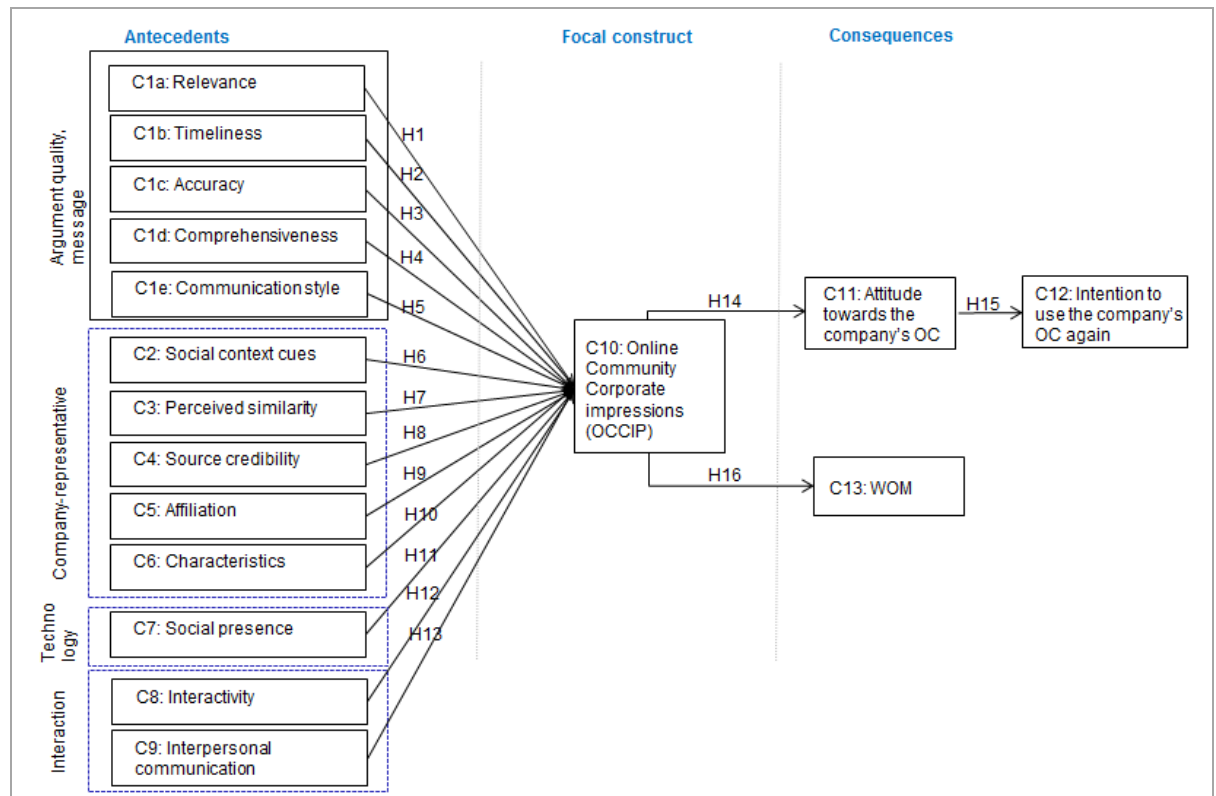 Antecedents
Focal construct
Consequences
Argument quality,
message
C1a: Relevance
C1b: Timeliness
C1c: Accuracy
C1d: Comprehensiveness
C1e: Communication style
Company-representative
C2: Social context cues
C3: Perceived similarity
C4: Source credibility
C5: Affiliation
C6: Characteristics
Techno
logy
C7: Social presence
Interaction
C8: Interactivity
C9: Interpersonal
communication
H1
H2
H3
H4
H5
H6
H7
H8
H9
H10
H11
H12
H13
C10: Online
Community
Corporate
impressions
(OCCIP)
H14
C11: Attitude
towards the
company's OC
H15
C12: Intention to
use the company's
OC again
H16
C13: WOM